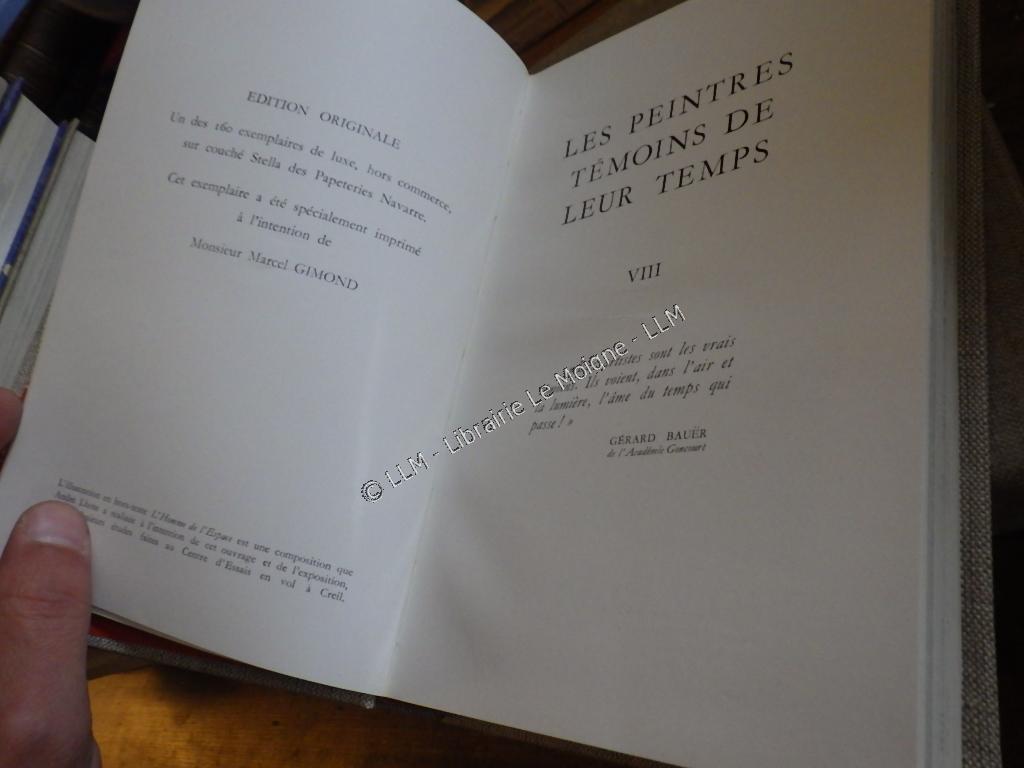 EDITION ORIGINALE
Un des 160 exemplaires de luxe, hors commerce,
sur couché Stella des Papeteries Navarre.
Cet exemplaire a été spécialement imprimé
à l'intention de
Monsieur Marcel GIMOND
L'illustration en hors-texte L'Homme de l'Espace est une composition que
André a réalisée à l'intention de cet ouvrage et de l'exposition,
études faites au Centre d'Essais en vol à Creil.
LES PEINTRES
TÉMOINS DE
LEUR TEMPS
VIII
sont les vrais
Ils voient, dans l'air et
la lumière, l'âme du temps qui
passe ! »
GÉRARD BAUËR
de l'Académie Goncourt
© LLM - Librairie Le Moigne - LLM